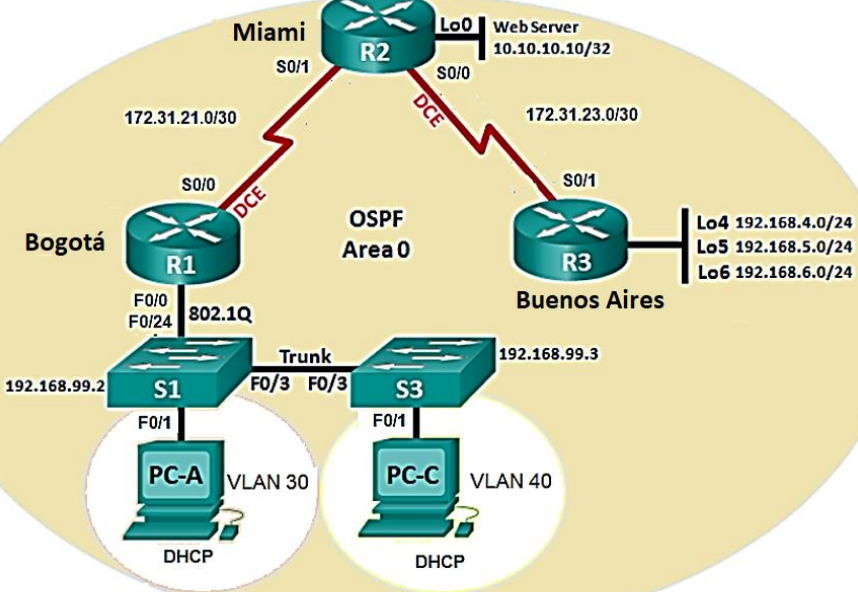 Miami
R2
Lo0
Web Server
10.10.10.10/32
S0/1
S0/0
172.31.21.0/30
DCE
172.31.23.0/30
S0/0
DCE
S0/1
Bogotá
R1
OSPF
Area 0
R3
Buenos Aires
Lo4 192.168.4.0/24
Lo5 192.168.5.0/24
Lo6 192.168.6.0/24
F0/0
F0/24
802.1Q
192.168.99.2
S1
Trunk
F0/3
F0/3
S3
192.168.99.3
F0/1
F0/1
PC-A
VLAN 30
PC-C
VLAN 40
DHCP
DHCP